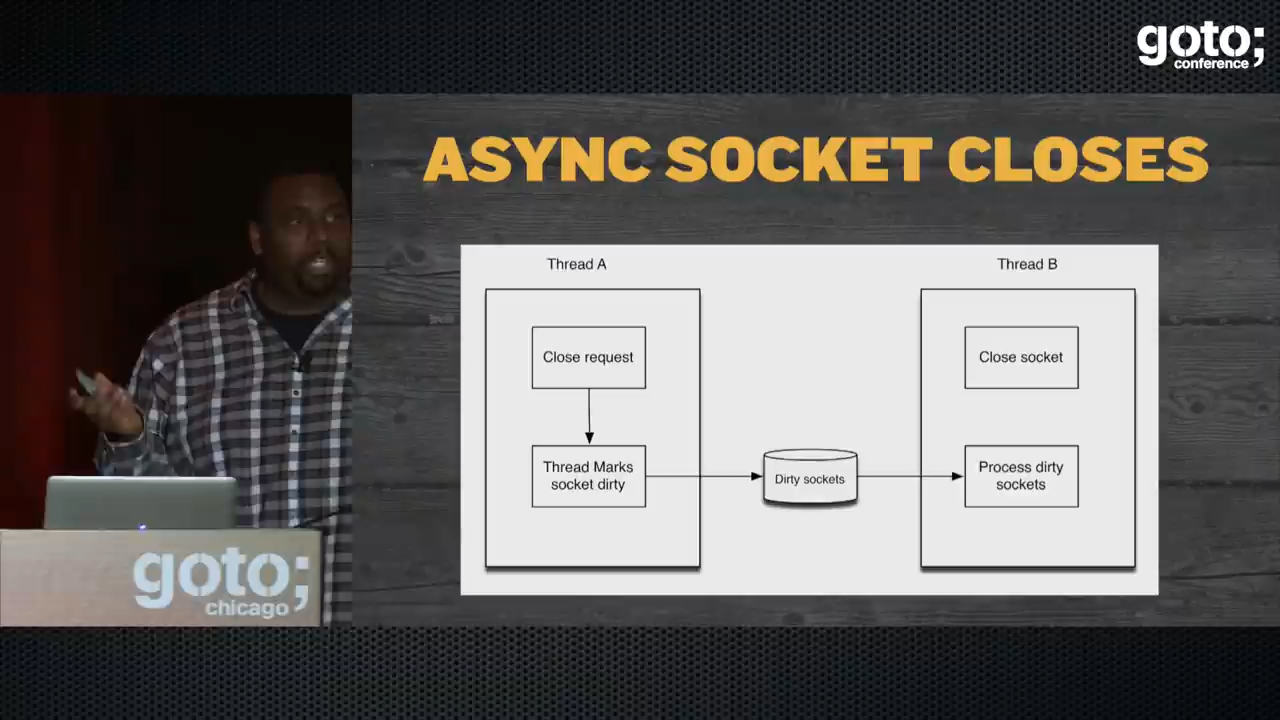 goto;
conference
ASYNC SOCKET CLOSES
Thread A
Thread B
Close request
Close socket
Thread Marks
socket dirty
Dirty sockets
Process dirty
sockets
goto;
chicago